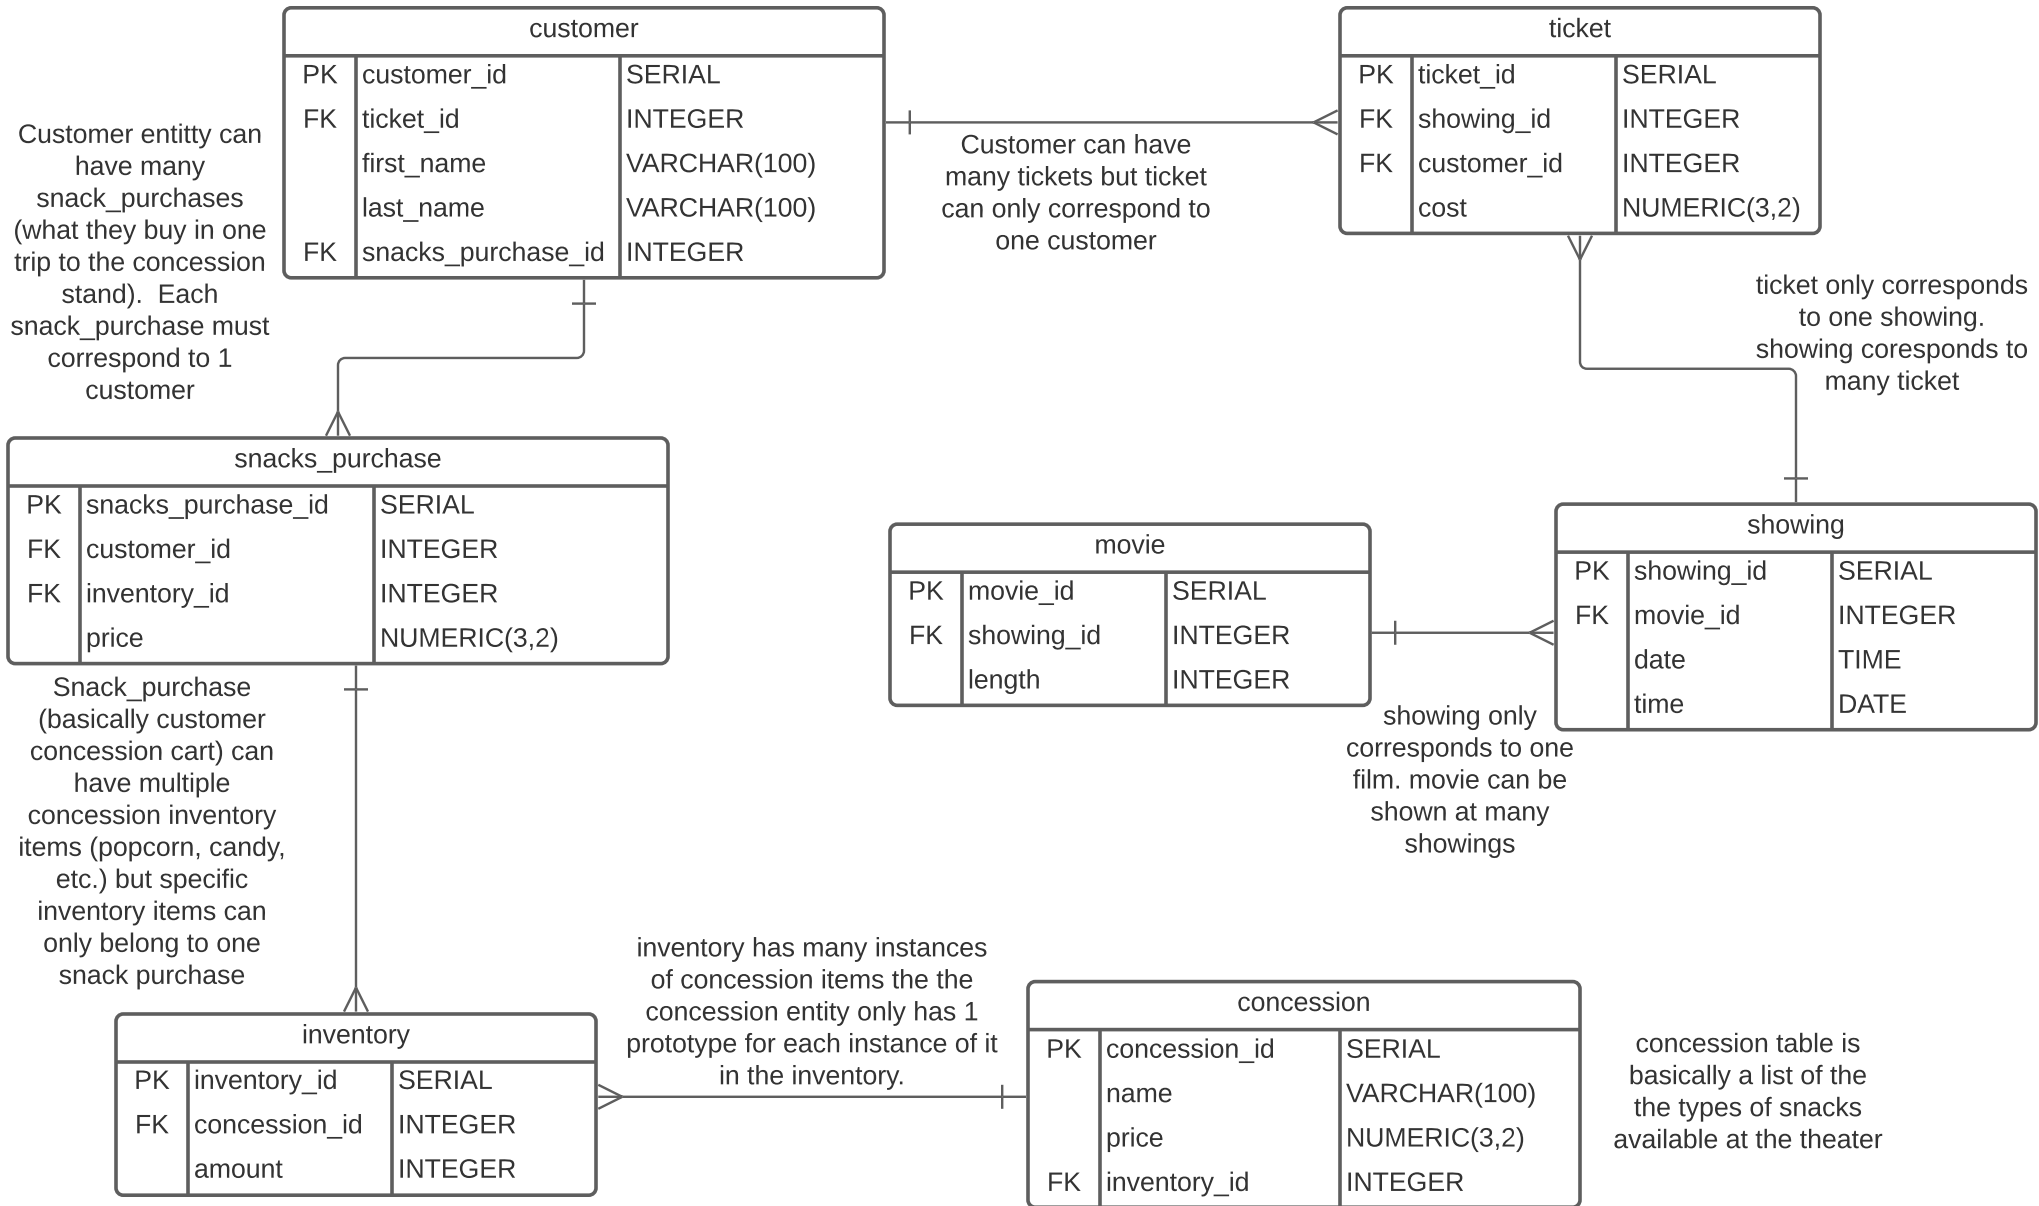 customer
PK customer_id SERIAL
FK ticket_id INTEGER
first_name VARCHAR(100)
last_name VARCHAR(100)
FK snacks_purchase_id INTEGER
ticket
PK ticket_id SERIAL
FK showing_id INTEGER
FK customer_id INTEGER
cost NUMERIC(3,2)
Customer entitty can
have many
snack_purchases
(what they buy in one
trip to the concession
stand).  Each
snack_purchase must
correspond to 1
customer
Customer can have
many tickets but ticket
can only correspond to
one customer
ticket only corresponds
to one showing.
showing coresponds to
many ticket
snacks_purchase
PK snacks_purchase_id SERIAL
FK customer_id INTEGER
FK inventory_id INTEGER
price NUMERIC(3,2)
movie
PK movie_id SERIAL
FK showing_id INTEGER
length INTEGER
showing
PK showing_id SERIAL
FK movie_id INTEGER
date TIME
time DATE
Snack_purchase
(basically customer
concession cart) can
have multiple
concession inventory
items (popcorn, candy,
etc.) but specific
inventory items can
only belong to one
snack purchase
showing only
corresponds to one
film. movie can be
shown at many
showings
inventory has many instances
of concession items the the
concession entity only has 1
prototype for each instance of it
in the inventory.
inventory
PK inventory_id SERIAL
FK concession_id INTEGER
amount INTEGER
concession
PK concession_id SERIAL
name VARCHAR(100)
price NUMERIC(3,2)
FK inventory_id INTEGER
concession table is
basically a list of the
the types of snacks
available at the theater